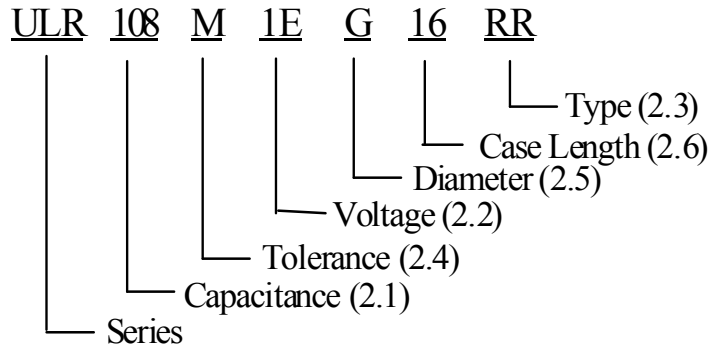 ULR 108 M 1E G 16 RR
Type (2.3)
Case Length (2.6)
Diameter (2.5)
Voltage (2.2)
Tolerance (2.4)
Capacitance (2.1)
Series